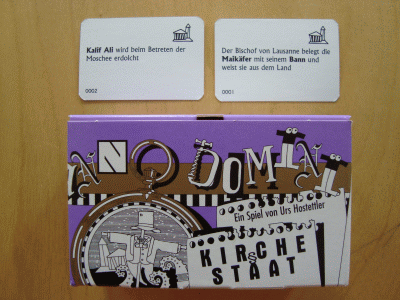 Kalif Ali wird beim Betreten der
Moschee erdolcht
0002
Der Bischof von Lausanne belegt die
Maikäfer mit seinem Bann und
weist sie aus dem Land
0001
ANNO DOMINI
Ein Spiel von Urs Hostettler
KIRCHE
&
STAAT